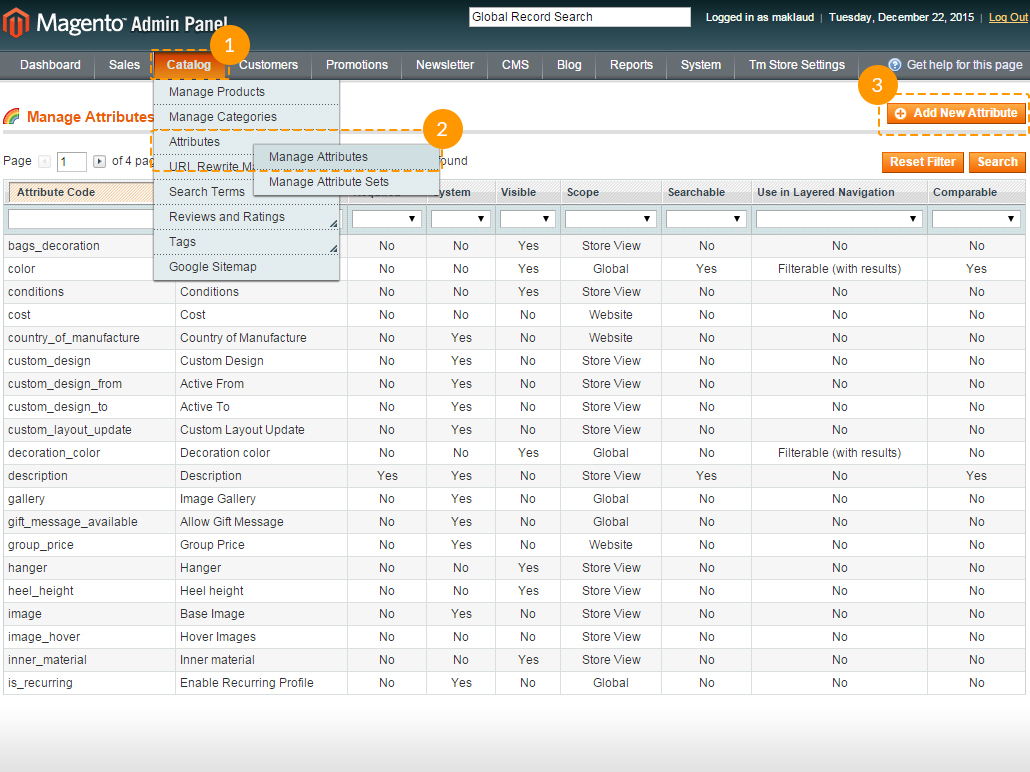 Magento™ Admin Panel
Global Record Search
Logged in as maklaud | Tuesday, December 22, 2015 | Log Out
1
Dashboard Sales Catalog Customers Promotions Newsletter CMS Blog Reports System Tm Store Settings Get help for this page
3
Manage Products
Manage Attributes Manage Categories Add New Attribute
2
Attributes
Page 1 of 4 Manage Attributes found Reset Filter Search
URL Rewrite
Manage Attribute Sets
Attribute Code Search Terms Visible Scope Searchable Use in Layered Navigation Comparable
Reviews and Ratings
Tags
bags_decoration No No Yes Store View No No No
Google Sitemap
color No No Yes Global Yes Filterable (with results) Yes
conditions Conditions No No Yes Store View No No No
cost Cost No No No Website No No No
country_of_manufacture Country of Manufacture No Yes No Website No No No
custom_design Custom Design No Yes No Store View No No No
custom_design_from Active From No Yes No Store View No No No
custom_design_to Active To No Yes No Store View No No No
custom_layout_update Custom Layout Update No Yes No Store View No No No
decoration_color Decoration color No No Yes Global No Filterable (with results) No
description Description Yes Yes No Store View Yes No Yes
gallery Image Gallery No Yes No Global No No No
gift_message_available Allow Gift Message No Yes No Global No No No
group_price Group Price No Yes No Website No No No
hanger Hanger No No Yes Store View No No No
heel_height Heel height No No Yes Store View No No No
image Base Image No Yes No Store View No No No
image_hover Hover Images No No No Store View No No No
inner_material Inner material No No Yes Store View No No No
is_recurring Enable Recurring Profile No Yes No Global No No No